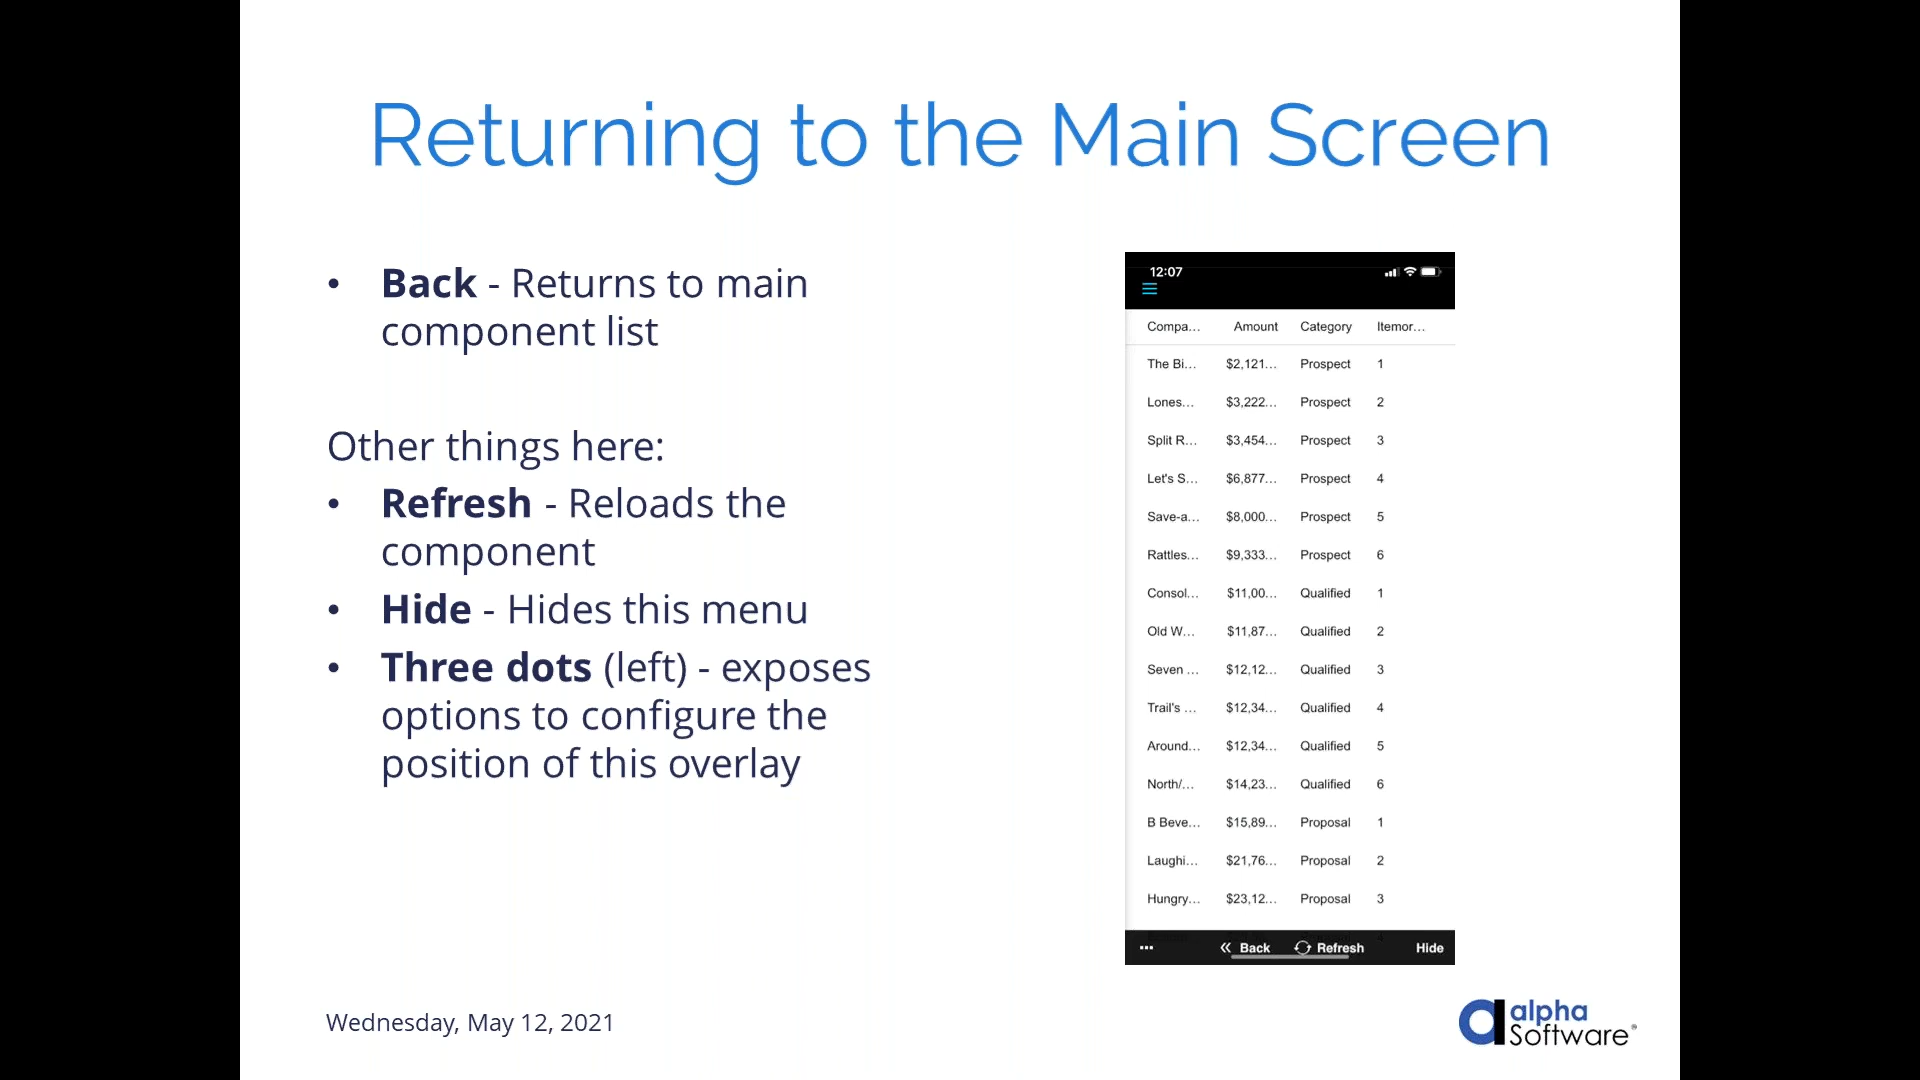 Returning to the Main Screen
• Back - Returns to main
component list
Other things here:
• Refresh - Reloads the
component
• Hide - Hides this menu
• Three dots (left) - exposes
options to configure the
position of this overlay
12:07
Compa... Amount Category Itemor...
The Bi... $2,121... Prospect 1
Lones... $3,222... Prospect 2
Split R... $3,454... Prospect 3
Let's S... $6,877... Prospect 4
Save-a... $8,000... Prospect 5
Rattles... $9,333... Prospect 6
Consol... $11,00... Qualified 1
Old W... $11,87... Qualified 2
Seven ... $12,12... Qualified 3
Trail's ... $12,34... Qualified 4
Around... $12,34... Qualified 5
North/... $14,23... Qualified 6
B Beve... $15,89... Proposal 1
Laughi... $21,76... Proposal 2
Hungry... $23,12... Proposal 3
... Back Refresh Hide
Wednesday, May 12, 2021
alpha
Software®